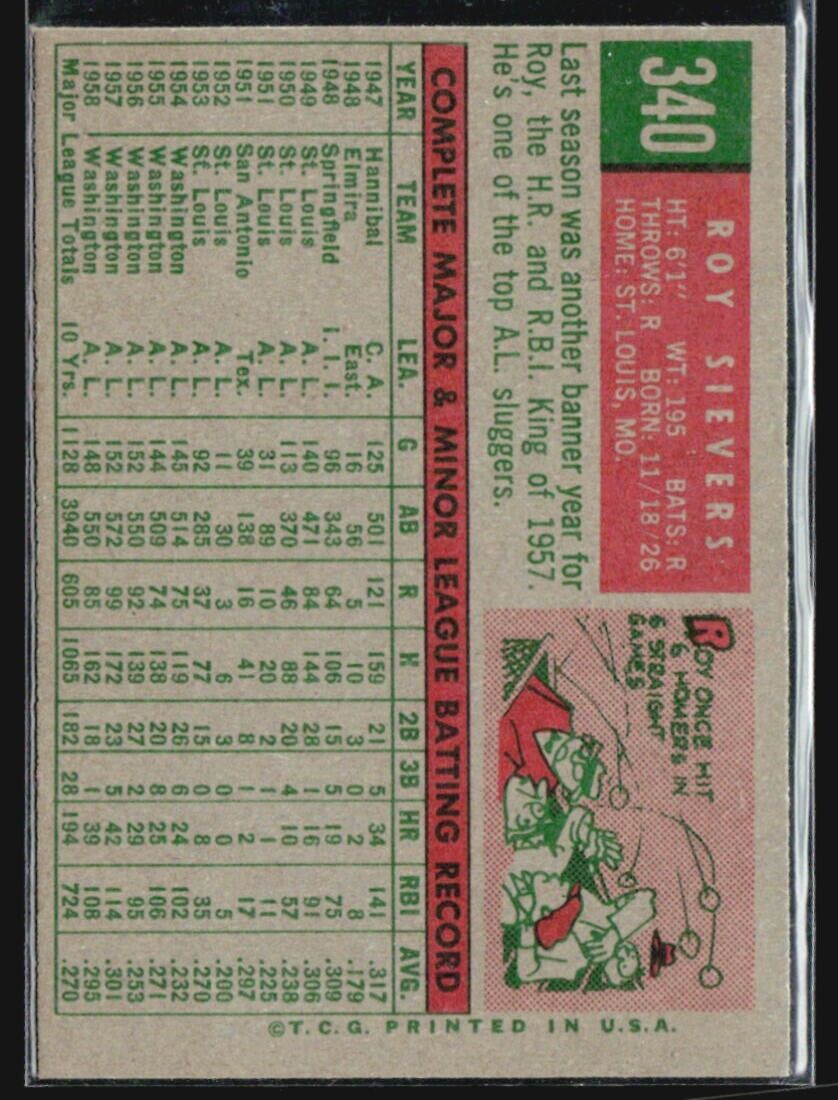 340
ROY SIEVERS
HT: 6'1" WT: 195 BATS: R
THROWS: R BORN: 11/18/26
HOME: ST. LOUIS, MO.
Last season was another banner year for
Roy, the H.R. and R.B.I. King of 1957.
He's one of the top A.L. sluggers.
ROY ONCE HIT
6 HOMERS IN
6 STRAIGHT
GAMES
COMPLETE MAJOR & MINOR LEAGUE BATTING RECORD
YEAR TEAM LEA. G AB R H 2B 3B HR RBI AVG.
1947 Hannibal C. A. 125 501 121 159 21 5 34 141 .317
1948 Elmira East. 16 56 5 10 3 0 2 8 .179
1948 Springfield I. I. I. 96 343 64 106 15 5 19 75 .309
1949 St. Louis A. L. 140 471 84 144 28 1 16 91 .306
1950 St. Louis A. L. 113 370 46 88 20 4 10 57 .238
1951 St. Louis A. L. 31 89 10 20 2 1 1 11 .225
1951 San Antonio Tex. 39 138 16 41 8 1 2 17 .297
1952 St. Louis A. L. 11 30 3 6 3 0 0 5 .200
1953 St. Louis A. L. 92 285 37 77 15 0 8 35 .270
1954 Washington A. L. 145 514 75 119 26 6 24 102 .232
1955 Washington A. L. 144 509 74 138 20 8 25 106 .271
1956 Washington A. L. 152 550 92 139 27 2 29 95 .253
1957 Washington A. L. 152 572 99 172 23 5 42 114 .301
1958 Washington A. L. 148 550 85 162 18 1 39 108 .295
Major League Totals 10 Yrs. 1128 3940 605 1065 182 28 194 724 .270
©T.C.G. PRINTED IN U.S.A.